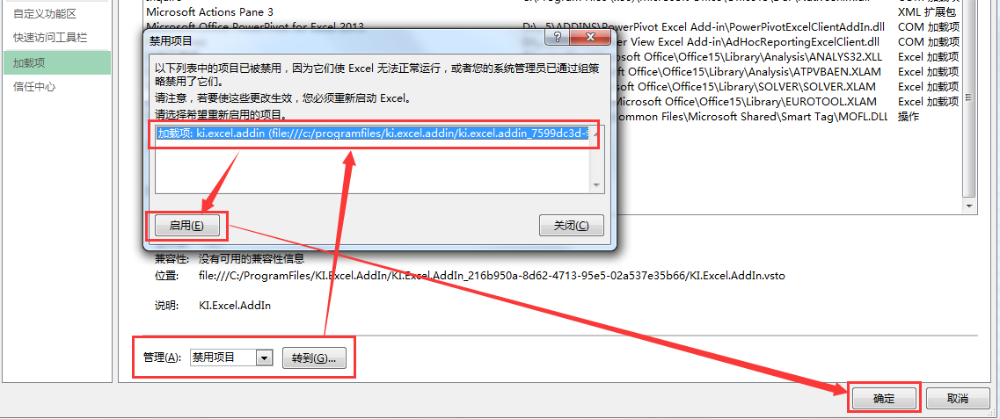 自定义功能区
快速访问工具栏
加载项
信任中心
Microsoft Actions Pane 3
XML 扩展包
Microsoft Office PowerPivot for Excel 2013
D:\...5\ADDINS\PowerPivot Excel Add-in\PowerPivotExcelClientAddIn.dll
COM 加载项
er View Excel Add-in\AdHocReportingExcelClient.dll
COM 加载项
osoft Office\Office15\Library\Analysis\ANALYS32.XLL
Excel 加载项
soft Office\Office15\Library\Analysis\ATPVBAEN.XLAM
Excel 加载项
t Office\Office15\Library\SOLVER\SOLVER.XLAM
Excel 加载项
Microsoft Office\Office15\Library\EUROTOOL.XLAM
Excel 加载项
Common Files\Microsoft Shared\Smart Tag\MOFL.DLL
操作
禁用项目
以下列表中的项目已被禁用，因为它们使 Excel 无法正常运行，或者您的系统管理员已通过组策
略禁用了它们。
请注意，若要使这些更改生效，您必须重新启动 Excel。
请选择希望重新启用的项目。
加载项: ki.excel.addin (file:///c:/programfiles/ki.excel.addin/ki.excel.addin_7599dc3d-
启用(E)
关闭(C)
兼容性: 没有可用的兼容性信息
位置: file:///C:/ProgramFiles/KI.Excel.AddIn/KI.Excel.AddIn_216b950a-8d62-4713-95e5-02a537e35b66/KI.Excel.AddIn.vsto
说明: KI.Excel.AddIn
管理(A): 禁用项目 转到(G)...
确定
取消